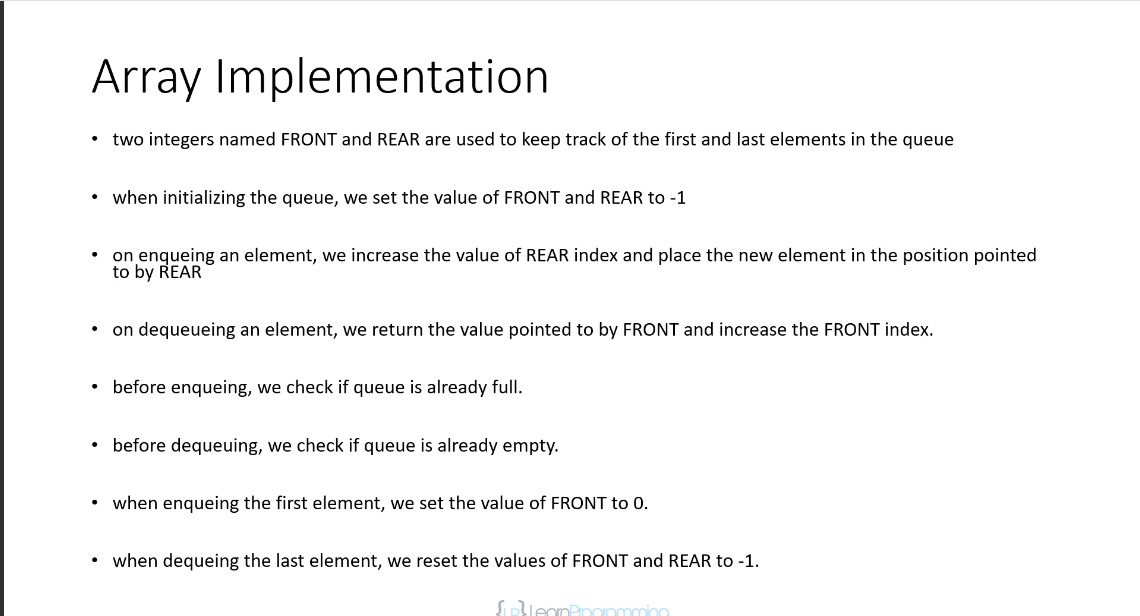 Array Implementation
• two integers named FRONT and REAR are used to keep track of the first and last elements in the queue
• when initializing the queue, we set the value of FRONT and REAR to -1
• on enqueing an element, we increase the value of REAR index and place the new element in the position pointed
to by REAR
• on dequeueing an element, we return the value pointed to by FRONT and increase the FRONT index.
• before enqueing, we check if queue is already full.
• before dequeuing, we check if queue is already empty.
• when enqueing the first element, we set the value of FRONT to 0.
• when dequeing the last element, we reset the values of FRONT and REAR to -1.
{LP} LearnProgramming